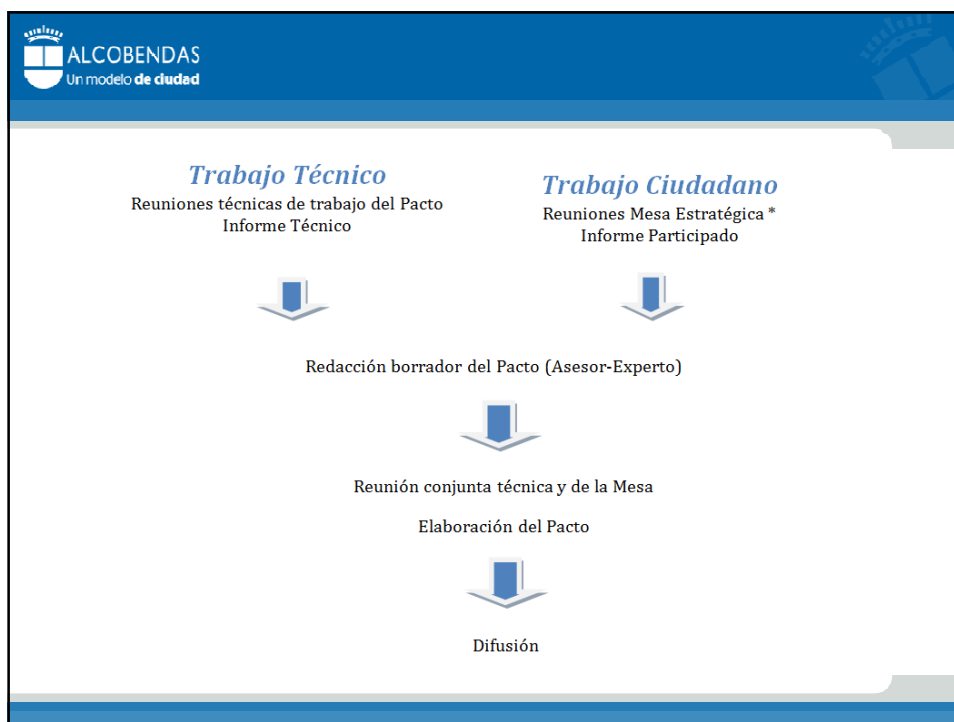 ALCOBENDAS
Un modelo de ciudad
Trabajo Técnico
Reuniones técnicas de trabajo del Pacto
Informe Técnico
Trabajo Ciudadano
Reuniones Mesa Estratégica *
Informe Participado
Redacción borrador del Pacto (Asesor-Experto)
Reunión conjunta técnica y de la Mesa
Elaboración del Pacto
Difusión